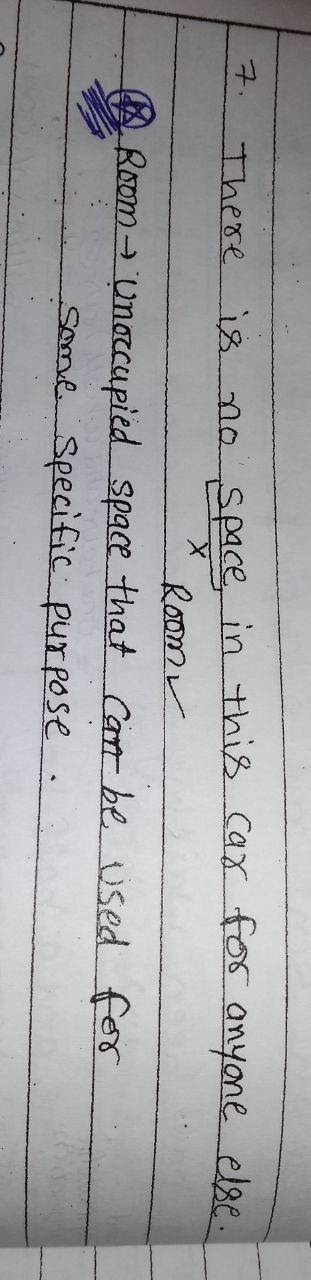 7. There is no space in this car for anyone else.
x
Room ✓
Room → Unoccupied space that can be used for
some specific purpose.